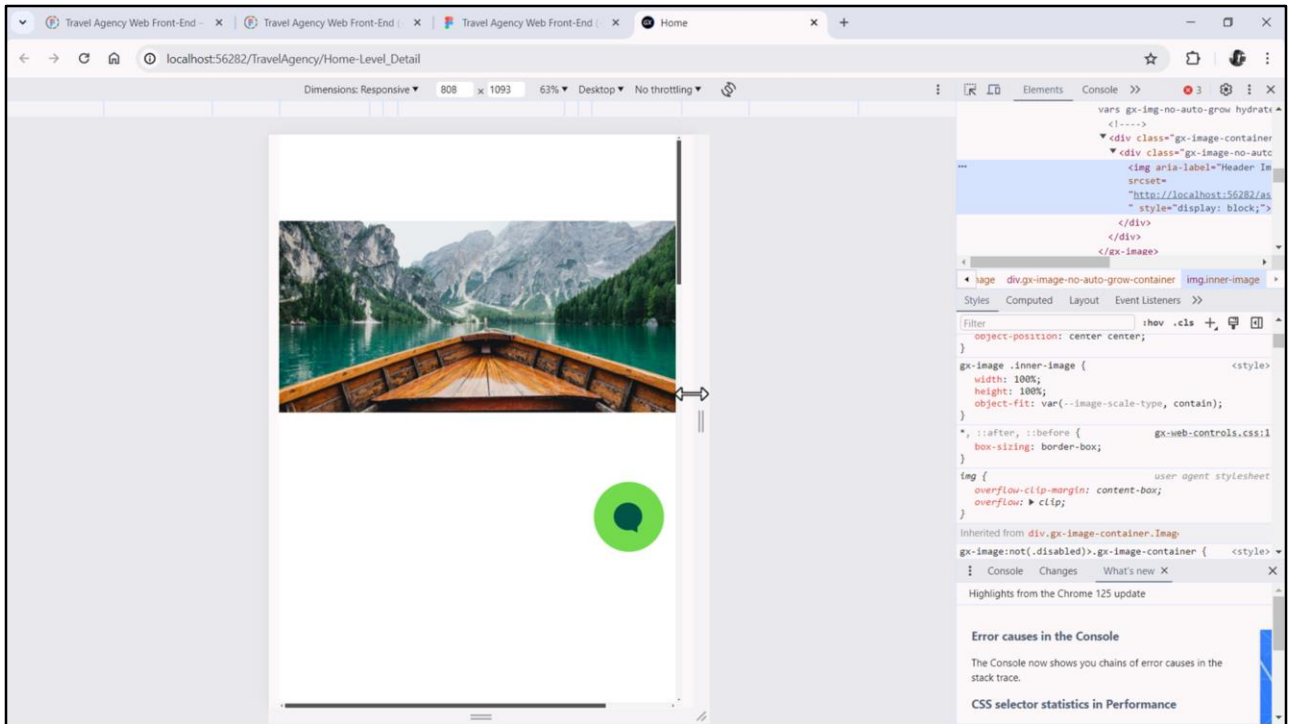 Travel Agency Web Front-End –
Travel Agency Web Front-End (
Travel Agency Web Front-End (
Home
localhost:56282/TravelAgency/Home-Level_Detail
Dimensions: Responsive ▼ 808 x 1093 63% ▼ Desktop ▼ No throttling ▼
Elements Console >> 3
vars gx-img-no-auto-grow hydrate
<!---->
▼<div class="gx-image-container
▼<div class="gx-image-no-auto
<img aria-label="Header Im
srcset=
"http://localhost:56282/as
" style="display: block;">
</div>
</div>
</gx-image>
div.gx-image-no-auto-grow-container img.inner-image
Styles Computed Layout Event Listeners >>
Filter :hov .cls +
object-position: center center;
}
gx-image .inner-image { <style>
width: 100%;
height: 100%;
object-fit: var(--image-scale-type, contain);
}
*, ::after, ::before { gx-web-controls.css:1
box-sizing: border-box;
}
img { user agent stylesheet
overflow-clip-margin: content-box;
overflow: ▶ clip;
}
Inherited from div.gx-image-container.Imag
gx-image:not(.disabled)>.gx-image-container { <style>
Console Changes What's new ×
Highlights from the Chrome 125 update
Error causes in the Console
The Console now shows you chains of error causes in the
stack trace.
CSS selector statistics in Performance